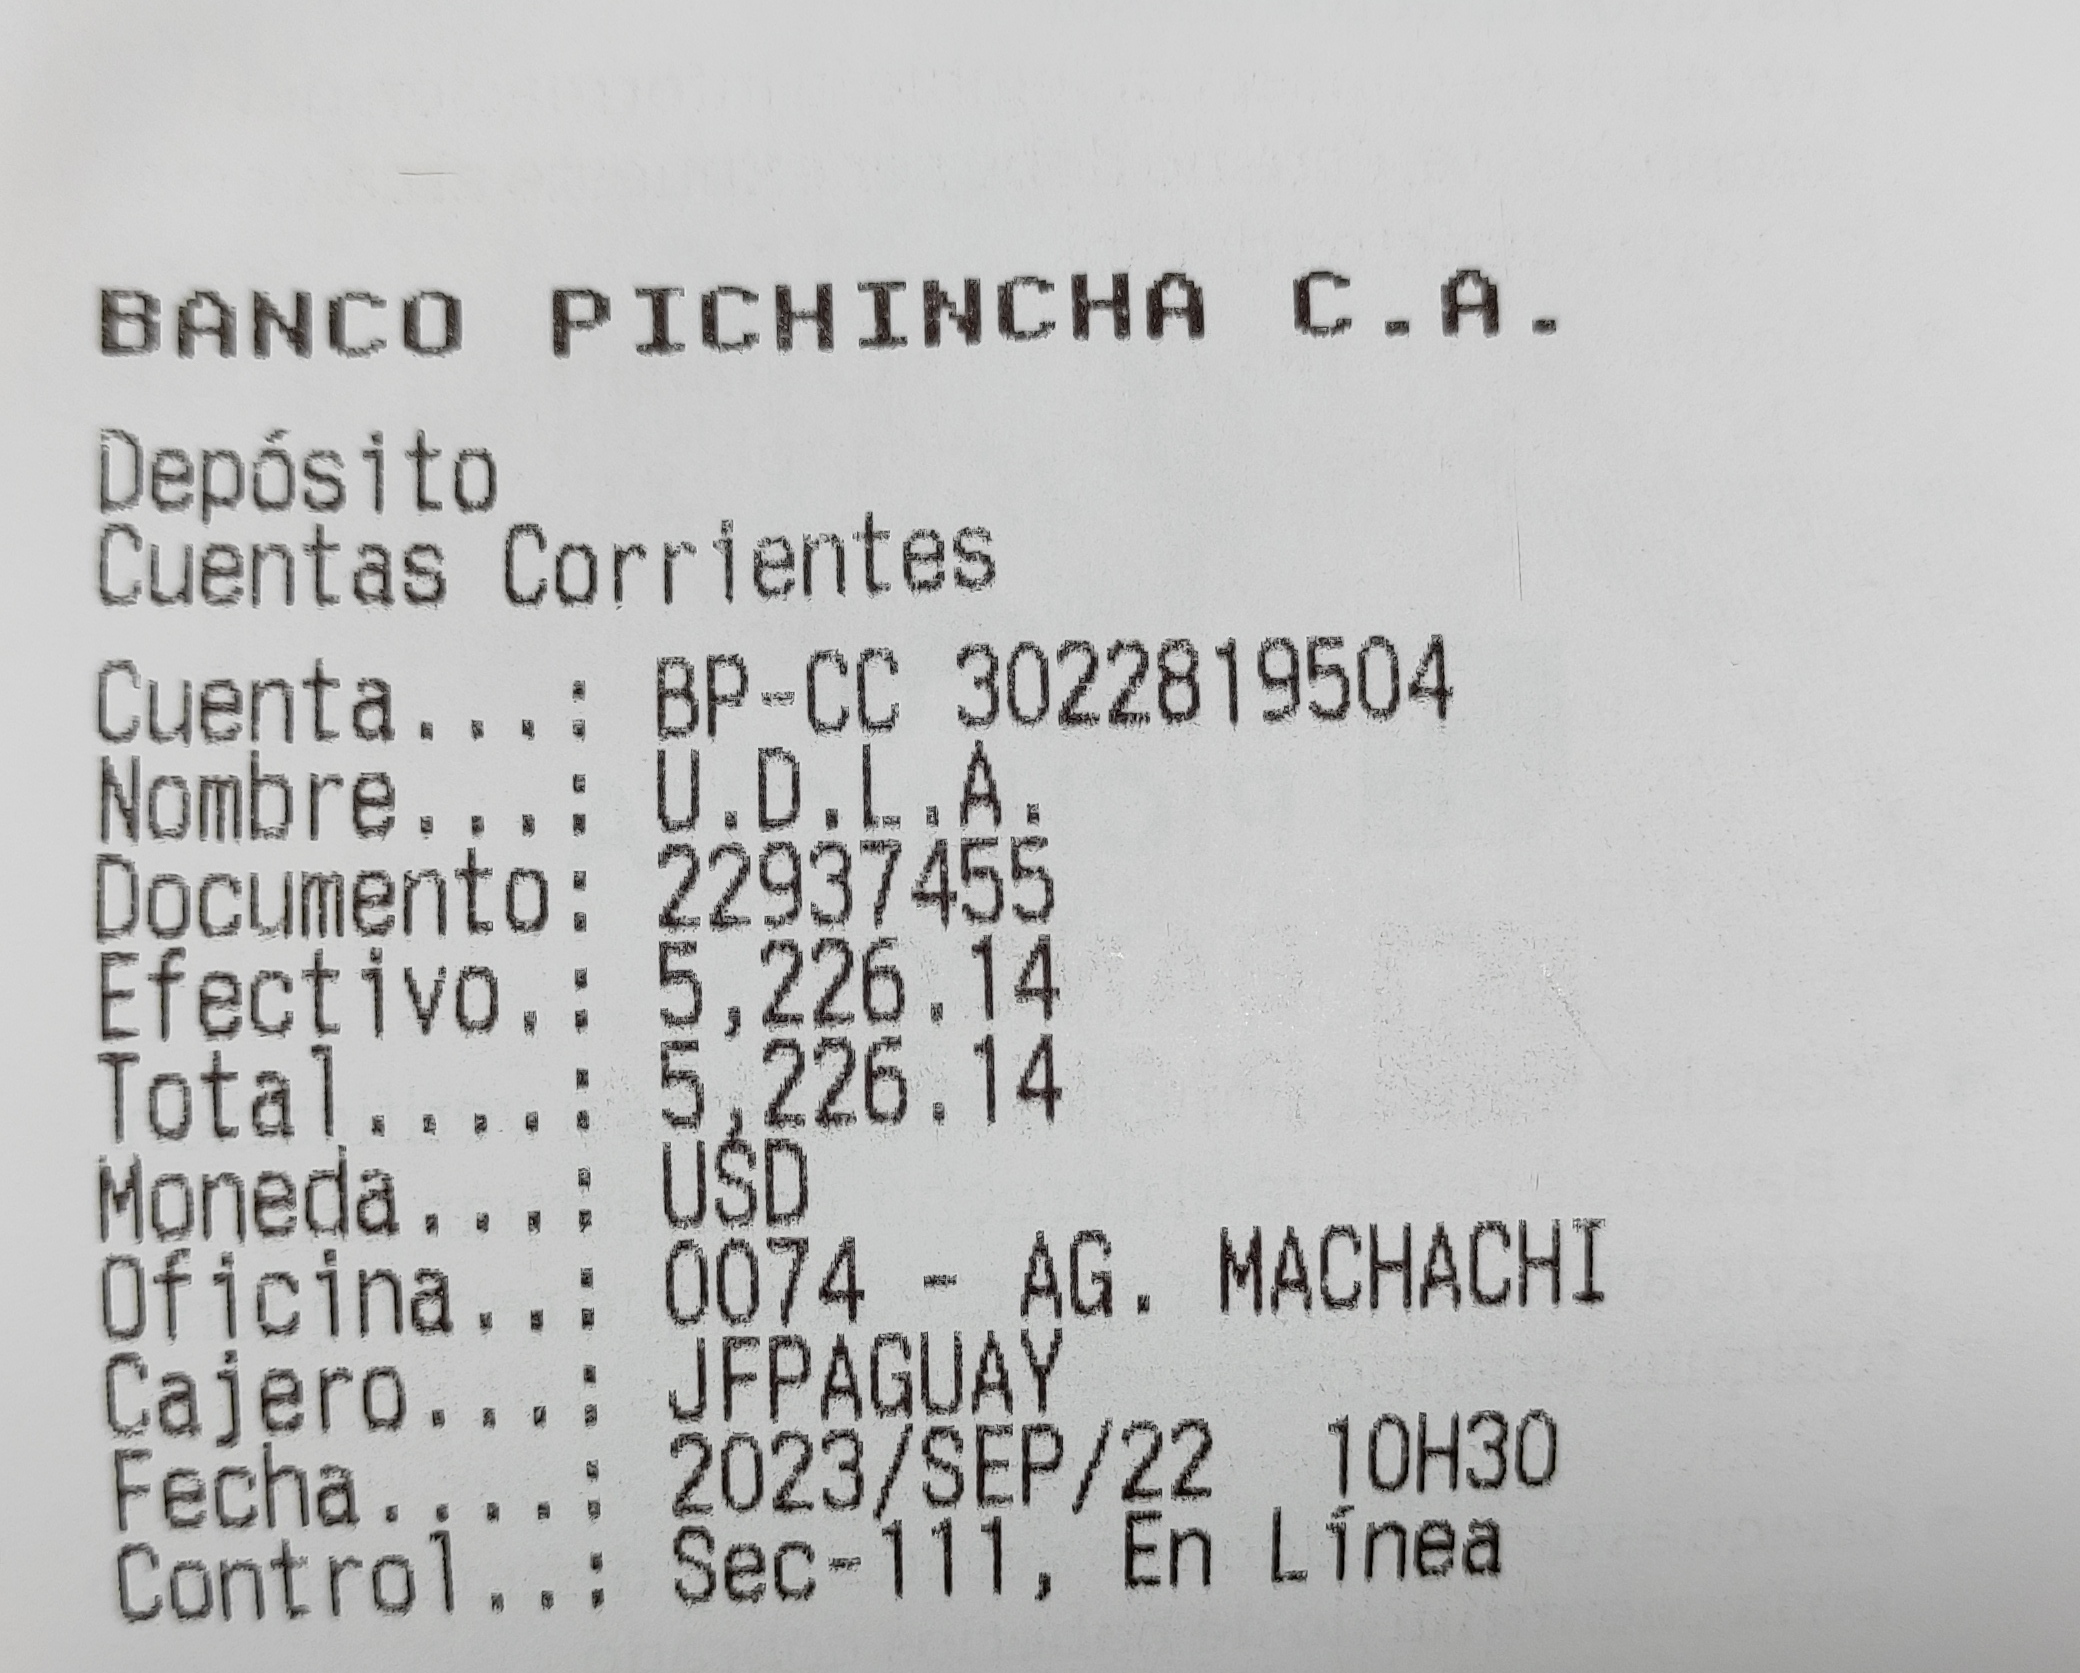 BANCO PICHINCHA C.A.
Depósito
Cuentas Corrientes
Cuenta...: BP-CC 3022819504
Nombre...: U.D.L.A.
Documento: 22937455
Efectivo.: 5,226.14
Total....: 5,226.14
Moneda...: USD
Oficina..: 0074 - AG. MACHACHI
Cajero...: JFPAGUAY
Fecha....: 2023/SEP/22 10H30
Control..: Sec-111, En Línea